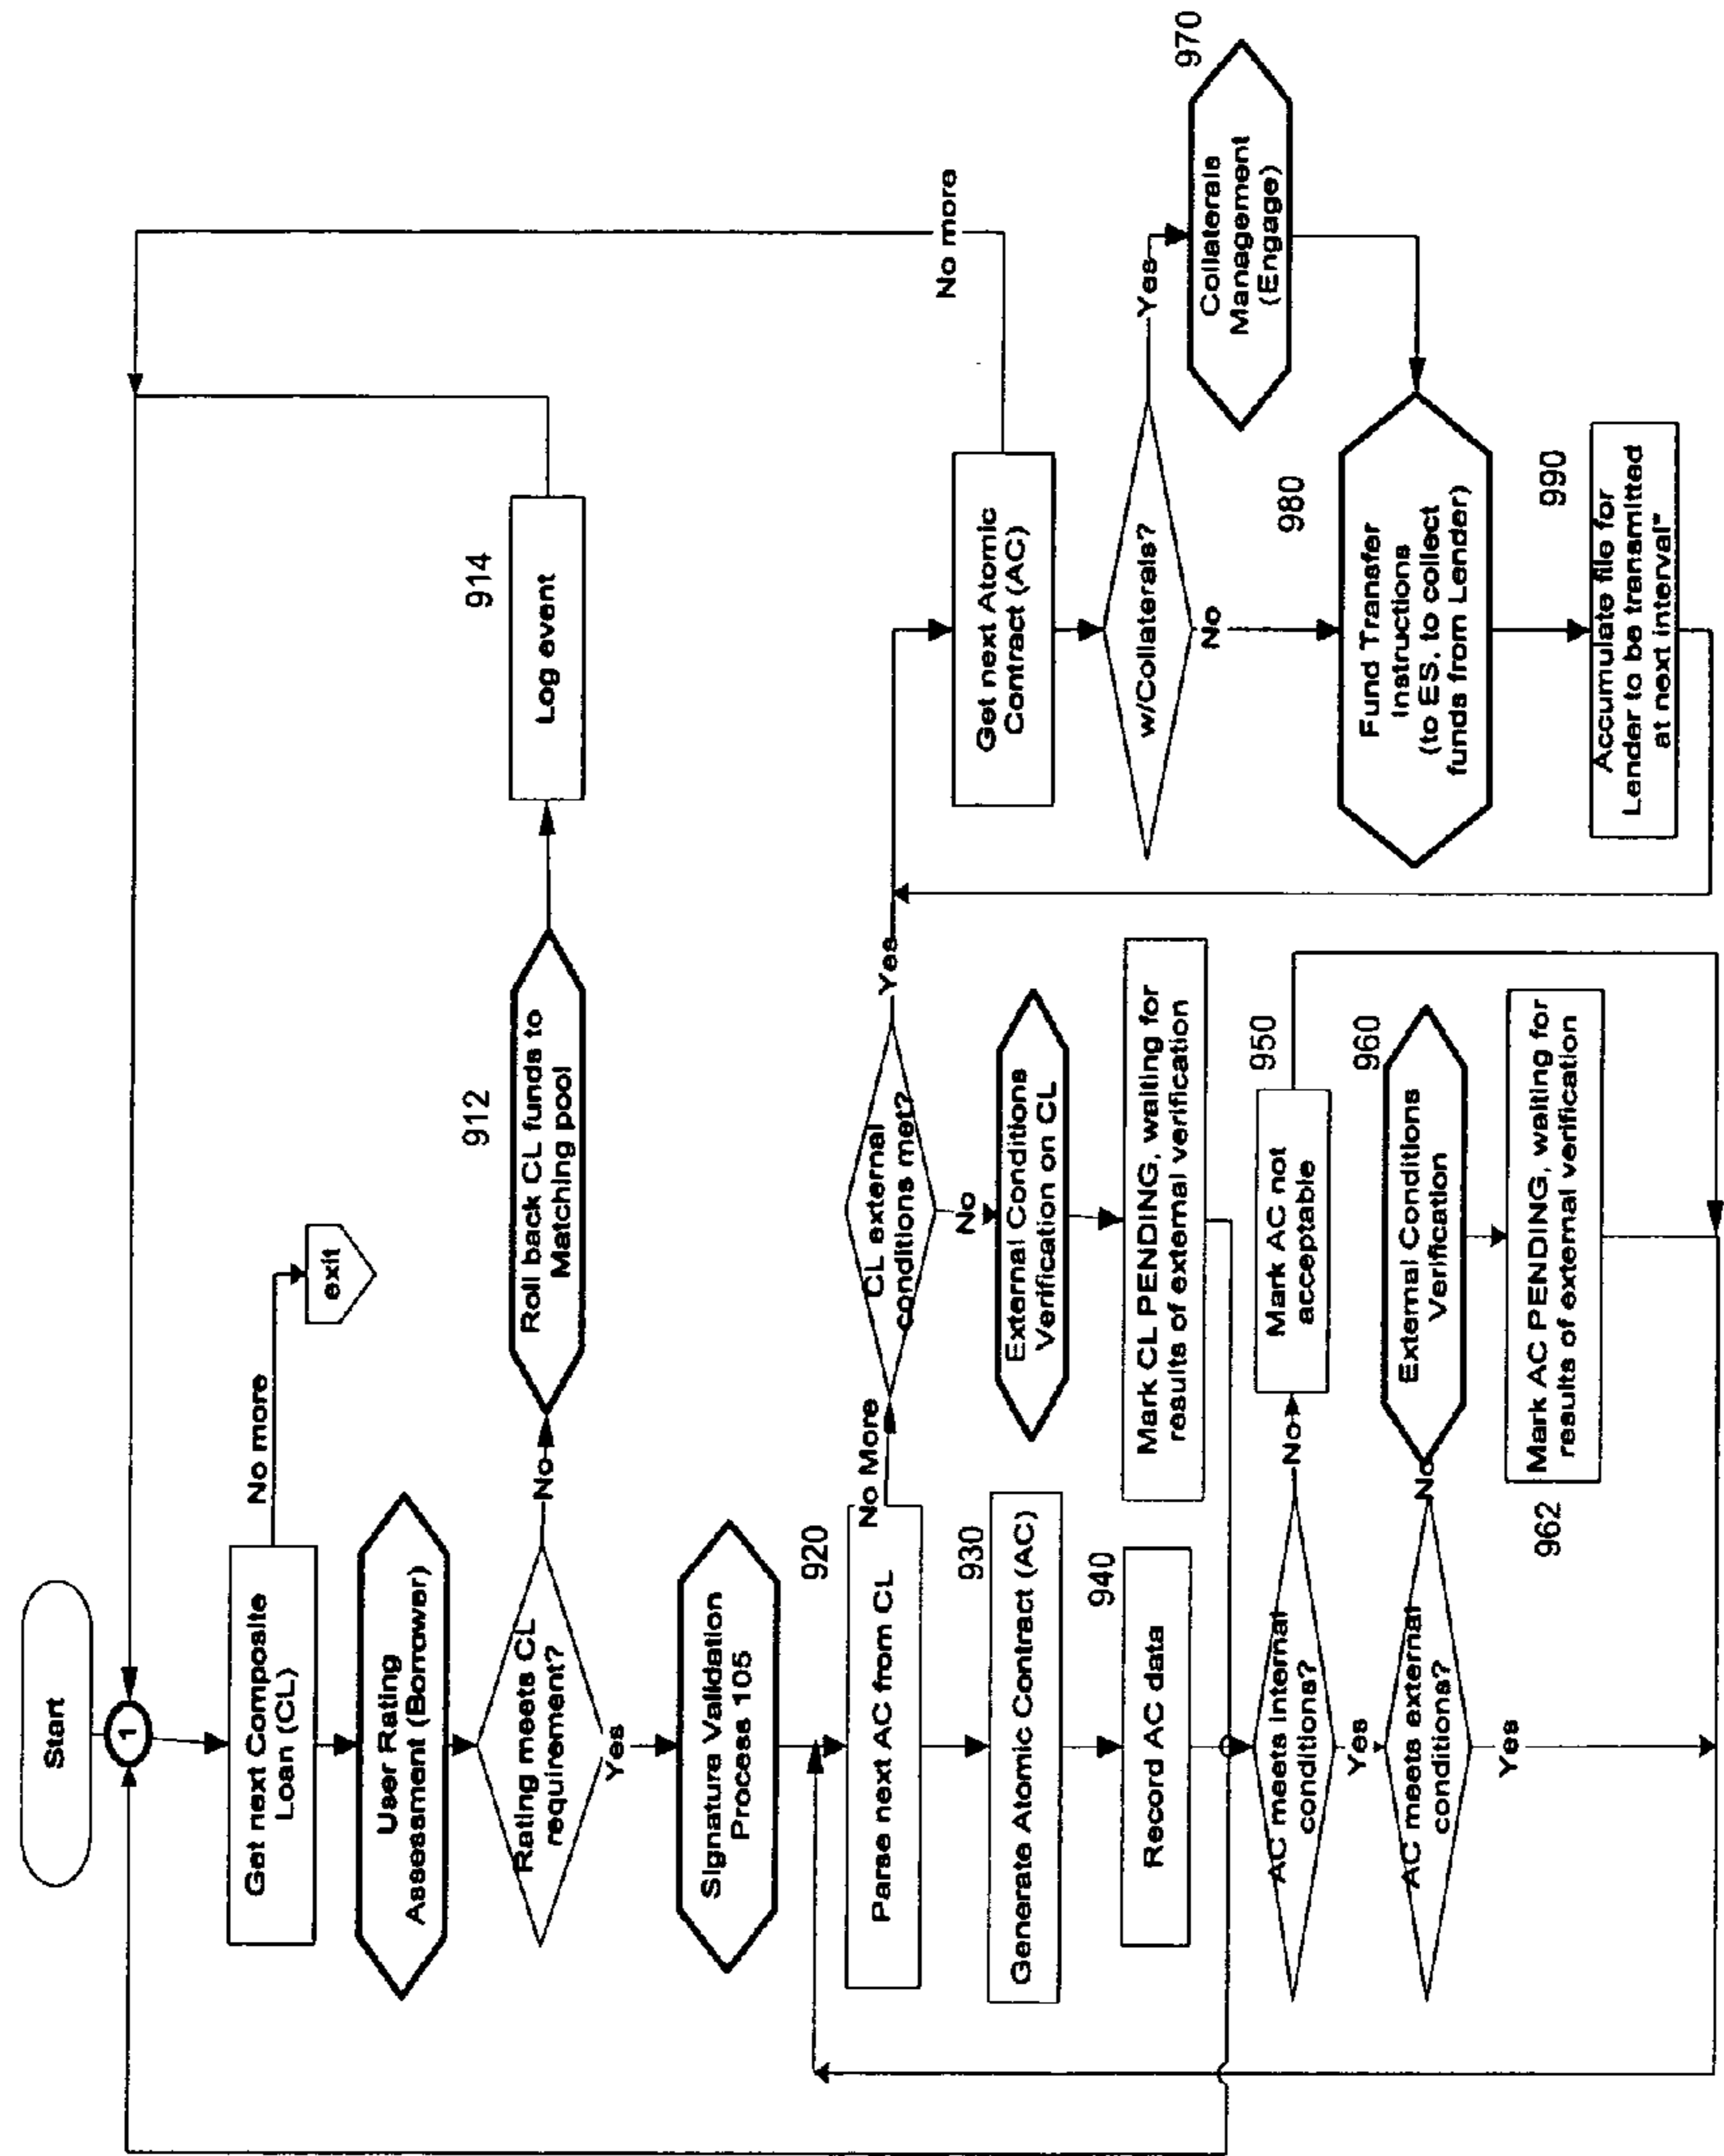 Start
1
Get next Composite
Loan (CL)
No more
exit
User Rating
Assessment (Borrower)
Rating meets CL
requirement?
No
Yes
912
Roll back CL funds to
Matching pool
914
Log event
Signature Validation
Process 105
920
Parse next AC from CL
No More
CL external
conditions met?
Yes
No
930
Generate Atomic Contract (AC)
External Conditions
Verification on CL
940
Record AC data
Mark CL PENDING, waiting for
results of external verification
AC meets internal
conditions?
No
Yes
950
Mark AC not
acceptable
AC meets external
conditions?
No
Yes
960
External Conditions
Verification
962
Mark AC PENDING, waiting for
results of external verification
Get next Atomic
Contract (AC)
No more
w/Collaterals?
Yes
No
970
Collaterals
Management
(Engage)
980
Fund Transfer
Instructions
(to ES, to collect
funds from Lender)
990
Accumulate file for
Lender to be transmitted
at next interval"